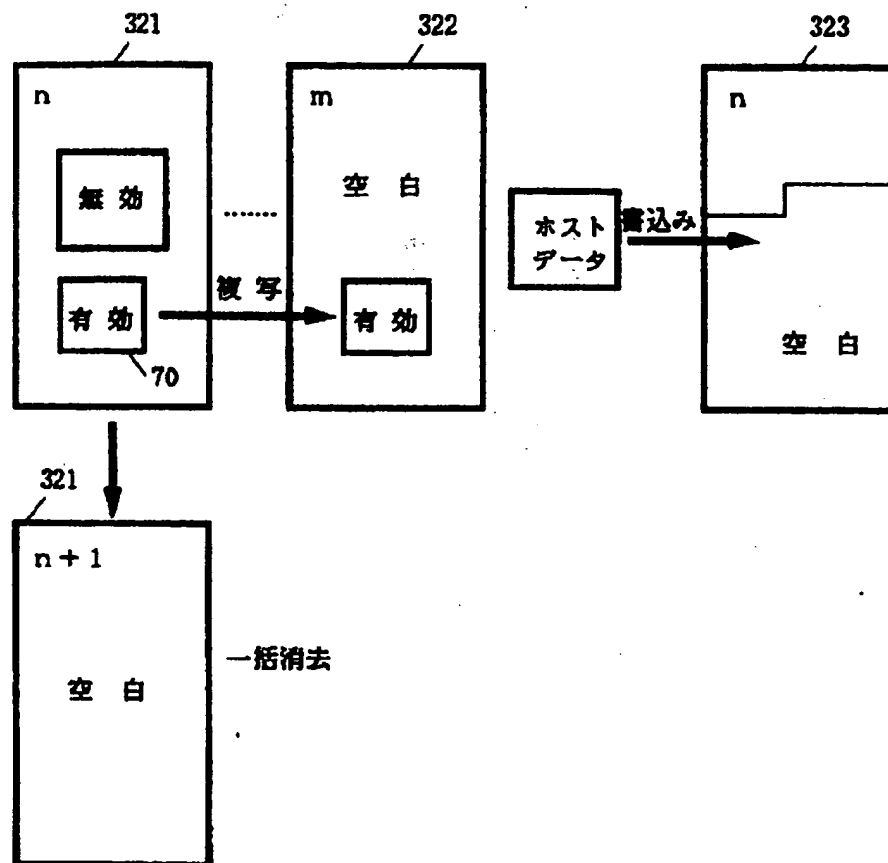 321
322
323
n
m
n
無 効
空 白
ホスト
データ
書込み
複 写
有 効
有 効
空 白
70
321
n + 1
空 白
一括消去